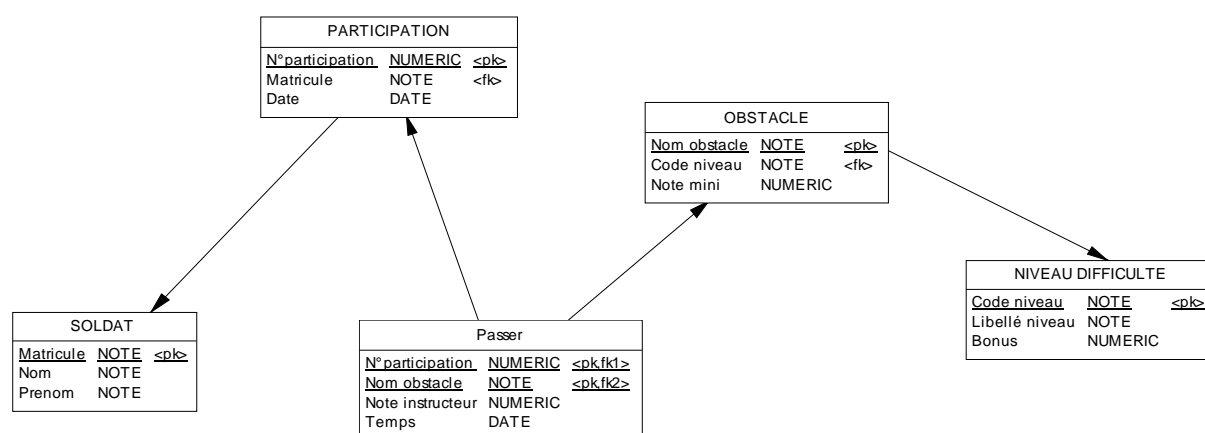 PARTICIPATION
N°participation NUMERIC <pk>
Matricule NOTE <fk>
Date DATE
OBSTACLE
Nom obstacle NOTE <pk>
Code niveau NOTE <fk>
Note mini NUMERIC
NIVEAU DIFFICULTE
Code niveau NOTE <pk>
Libellé niveau NOTE
Bonus NUMERIC
SOLDAT
Matricule NOTE <pk>
Nom NOTE
Prenom NOTE
Passer
N°participation NUMERIC <pk,fk1>
Nom obstacle NOTE <pk,fk2>
Note instructeur NUMERIC
Temps DATE